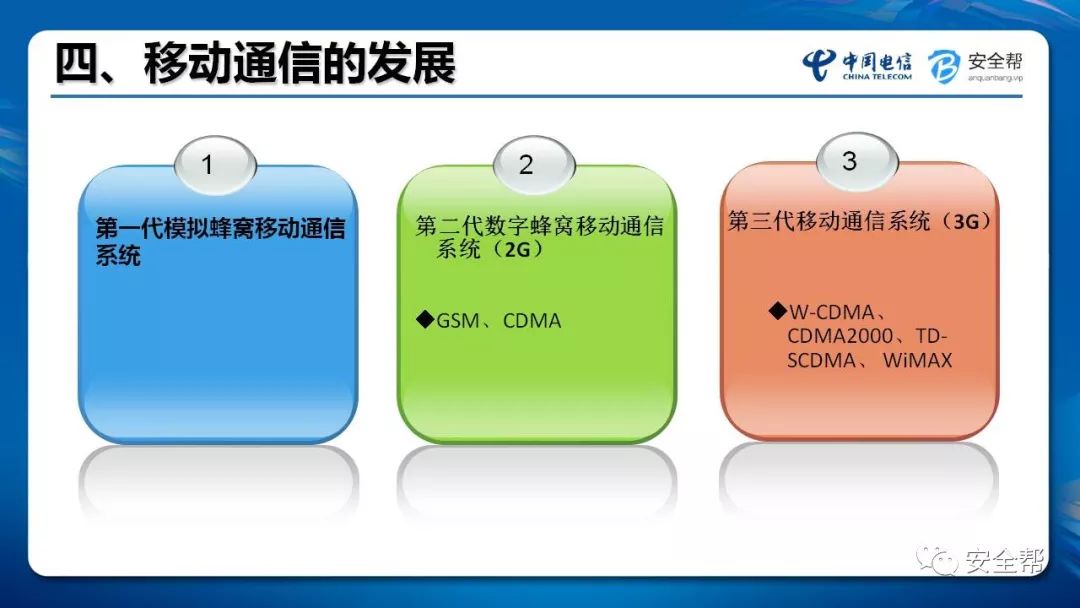 四、移动通信的发展
中国电信
CHINA TELECOM
安全帮
anquanbang.vip
1
第一代模拟蜂窝移动通信
系统
2
第二代数字蜂窝移动通信
系统（2G）
◆GSM、CDMA
3
第三代移动通信系统（3G）
◆W-CDMA、
CDMA2000、TD-
SCDMA、WiMAX
安全帮